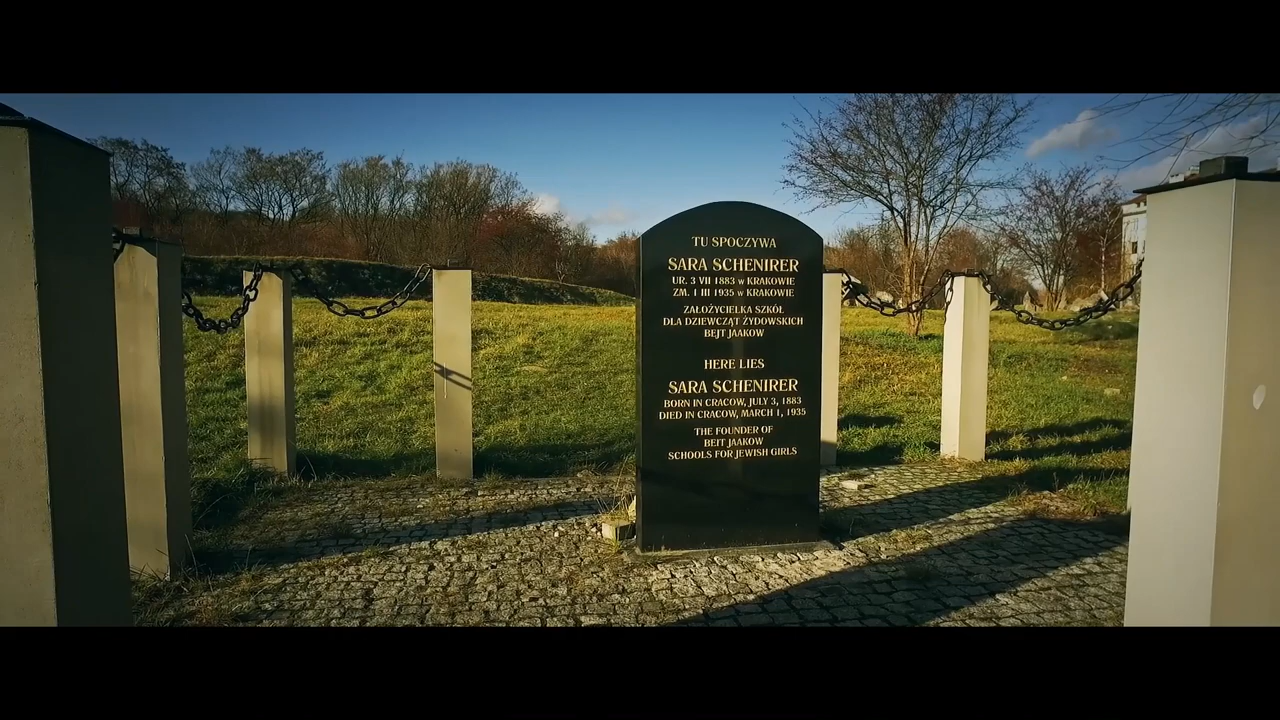 TU SPOCZYWA
SARA SCHENIRER
UR. 3 VII 1883 w KRAKOWIE
ZM. 1 III 1935 w KRAKOWIE
ZAŁOŻYCIELKA SZKÓŁ
DLA DZIEWCZĄT ŻYDOWSKICH
BEJT JAAKOW
HERE LIES
SARA SCHENIRER
BORN IN CRACOW, JULY 3, 1883
DIED IN CRACOW, MARCH 1, 1935
THE FOUNDER OF
BEIT JAAKOW
SCHOOLS FOR JEWISH GIRLS